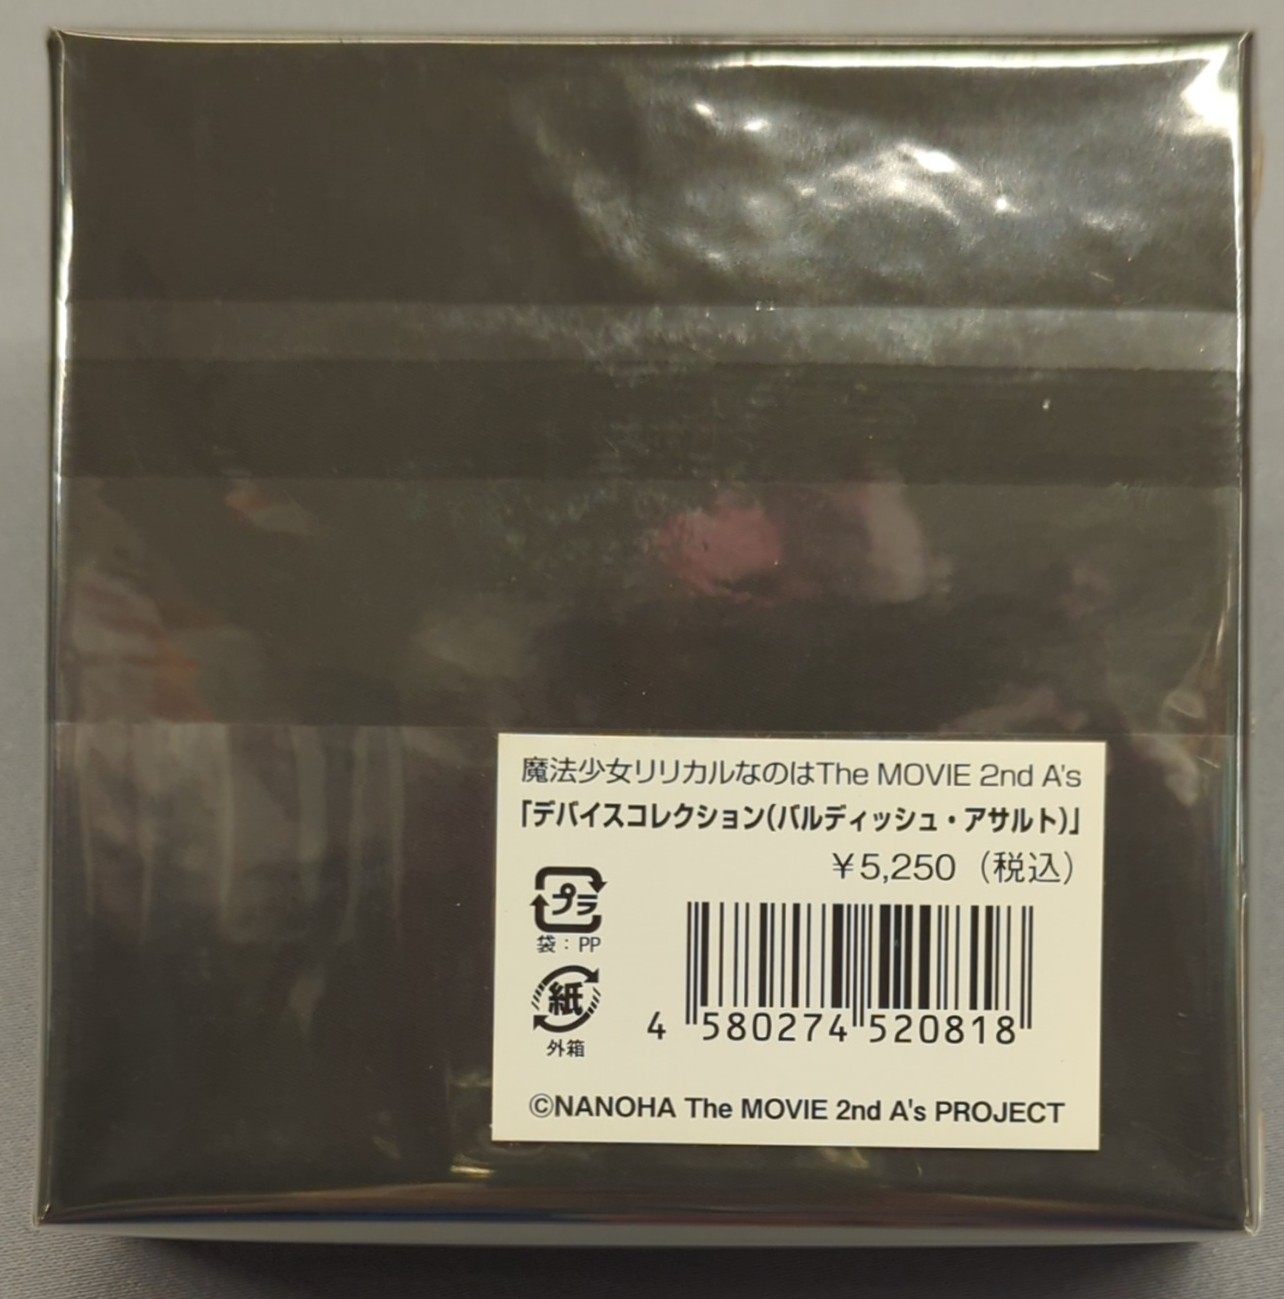 魔法少女リリカルなのはThe MOVIE 2nd A's
「デバイスコレクション(バルディッシュ・アサルト)」
¥5,250（税込）
プラ
袋：PP
紙
外箱
4 580274 520818
©NANOHA The MOVIE 2nd A's PROJECT